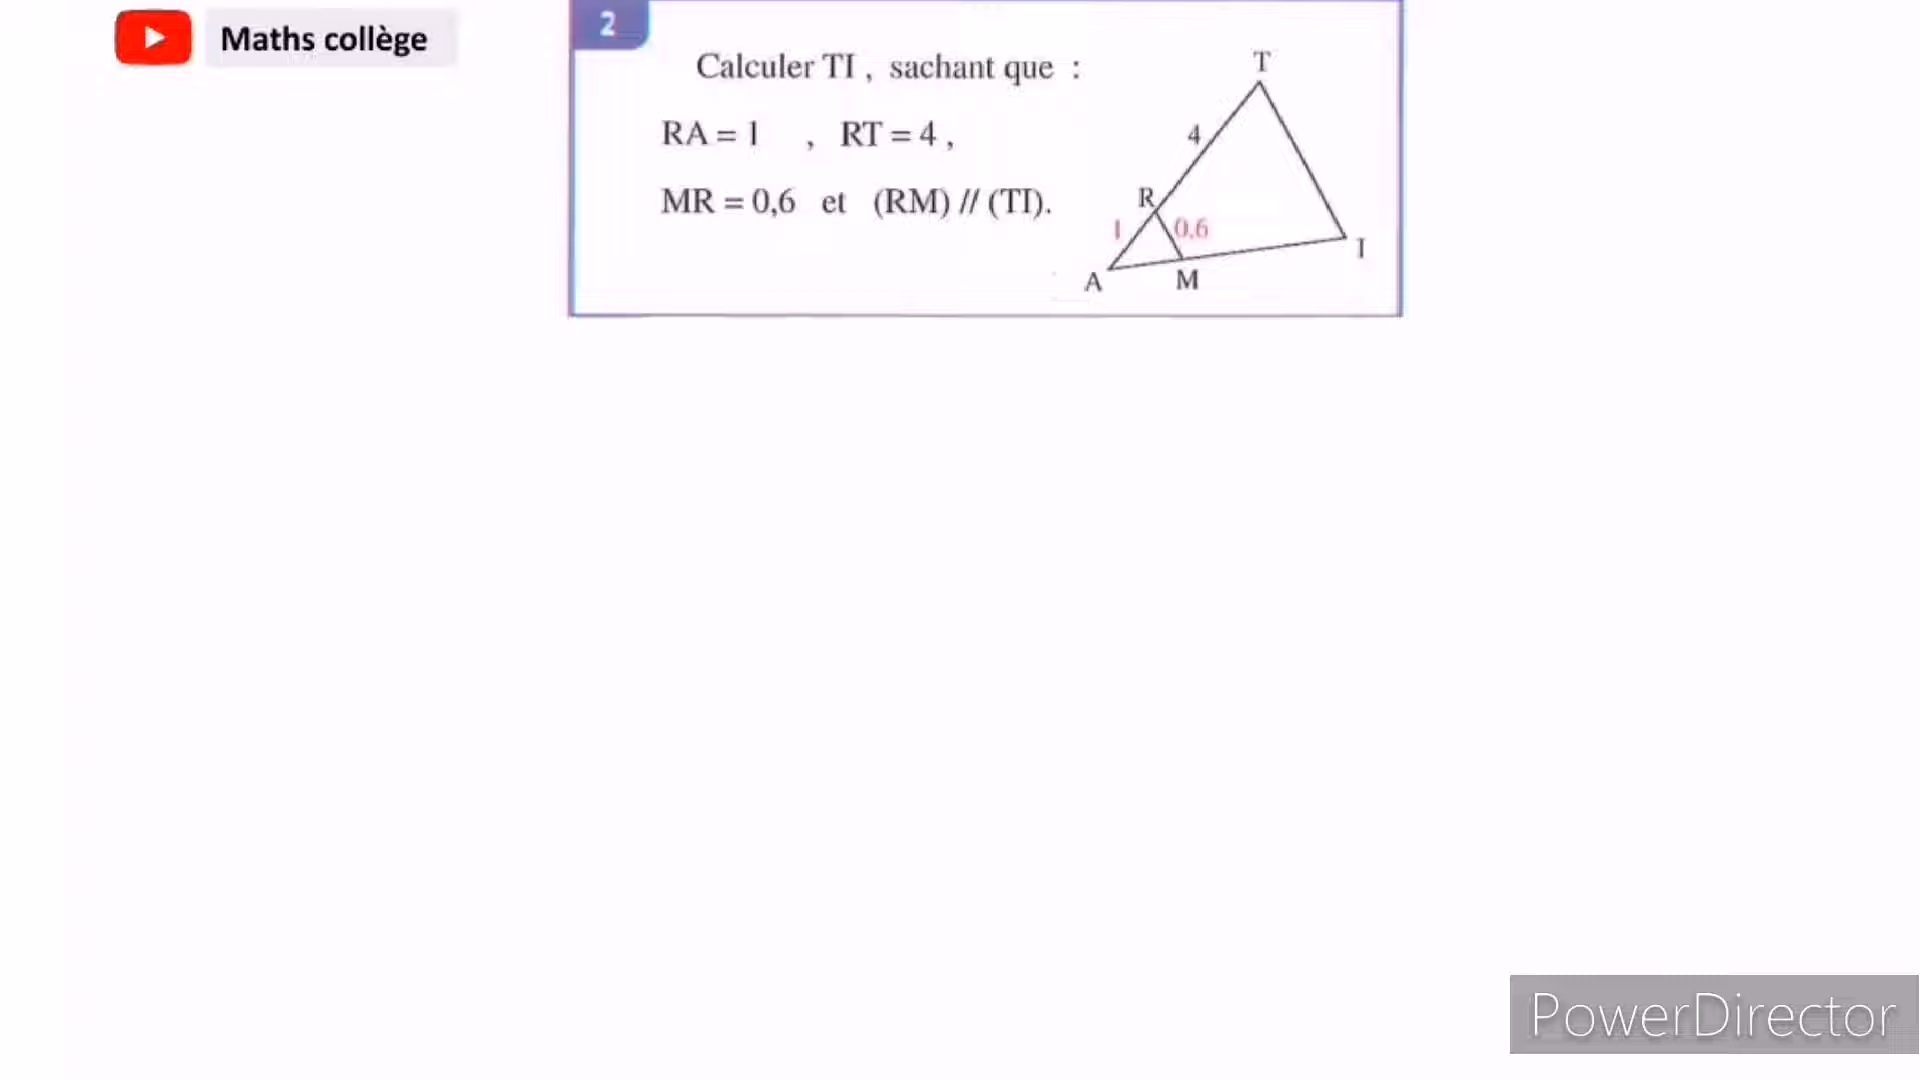 Maths collège
2
Calculer TI , sachant que :
RA = 1 , RT = 4 ,
MR = 0,6 et (RM) // (TI).
T
4
R
1
0,6
A
M
I
PowerDirector